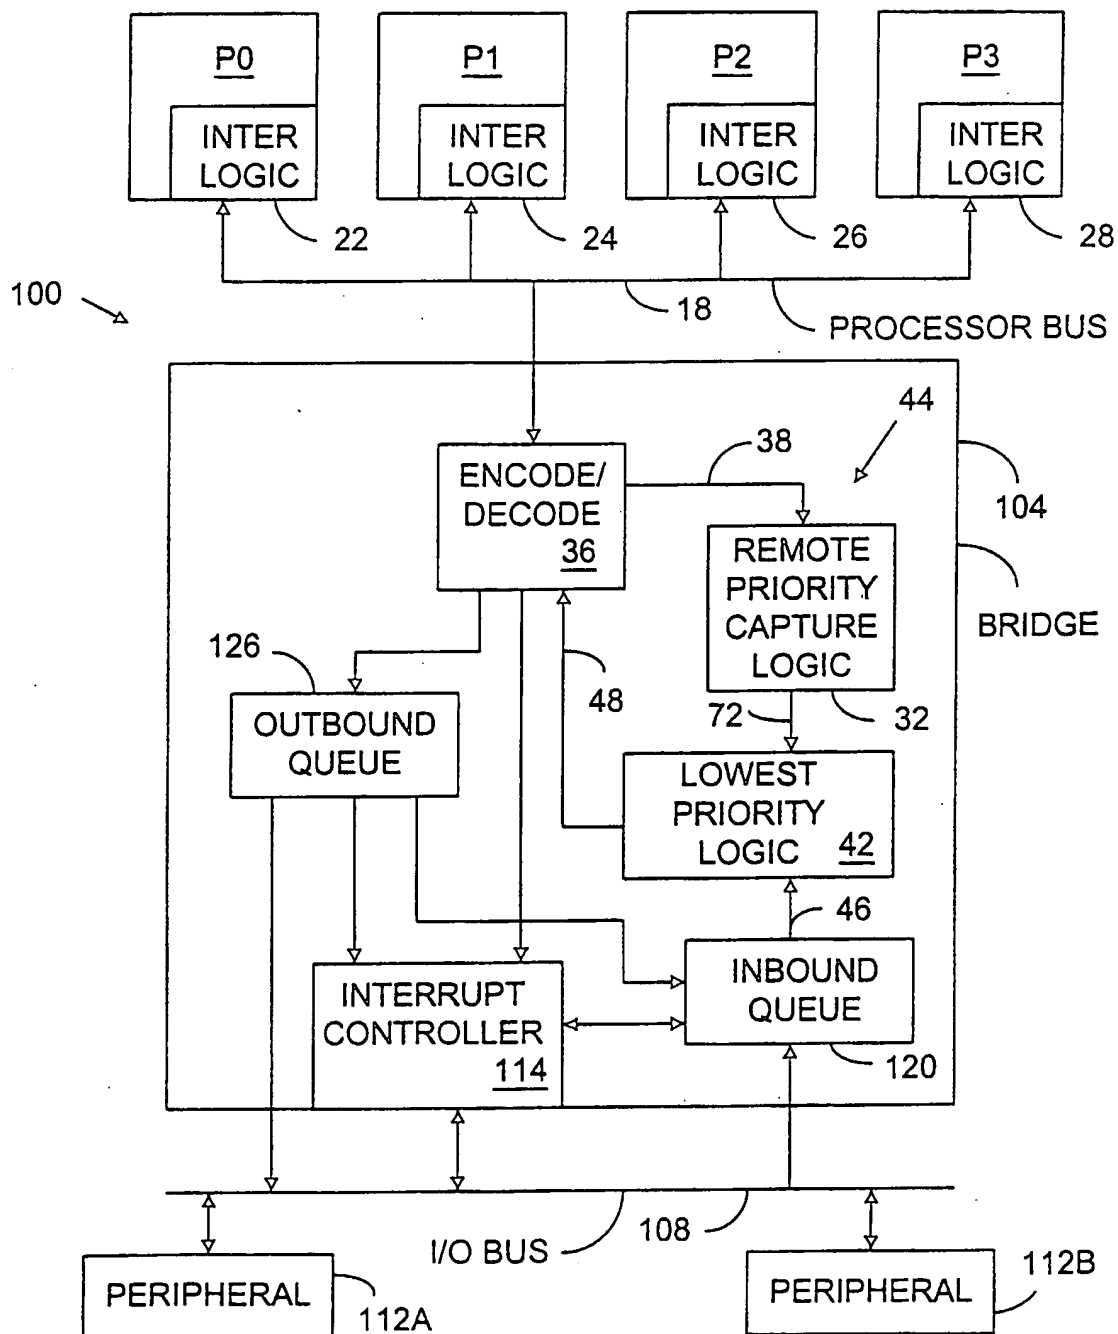 P0
P1
P2
P3
INTER
LOGIC
INTER
LOGIC
INTER
LOGIC
INTER
LOGIC
22
24
26
28
100
18
PROCESSOR BUS
44
38
ENCODE/
DECODE
36
104
REMOTE
PRIORITY
CAPTURE
LOGIC
BRIDGE
126
48
72
32
OUTBOUND
QUEUE
LOWEST
PRIORITY
LOGIC 42
46
INBOUND
QUEUE
INTERRUPT
CONTROLLER
114
120
I/O BUS
108
PERIPHERAL
112A
PERIPHERAL
112B